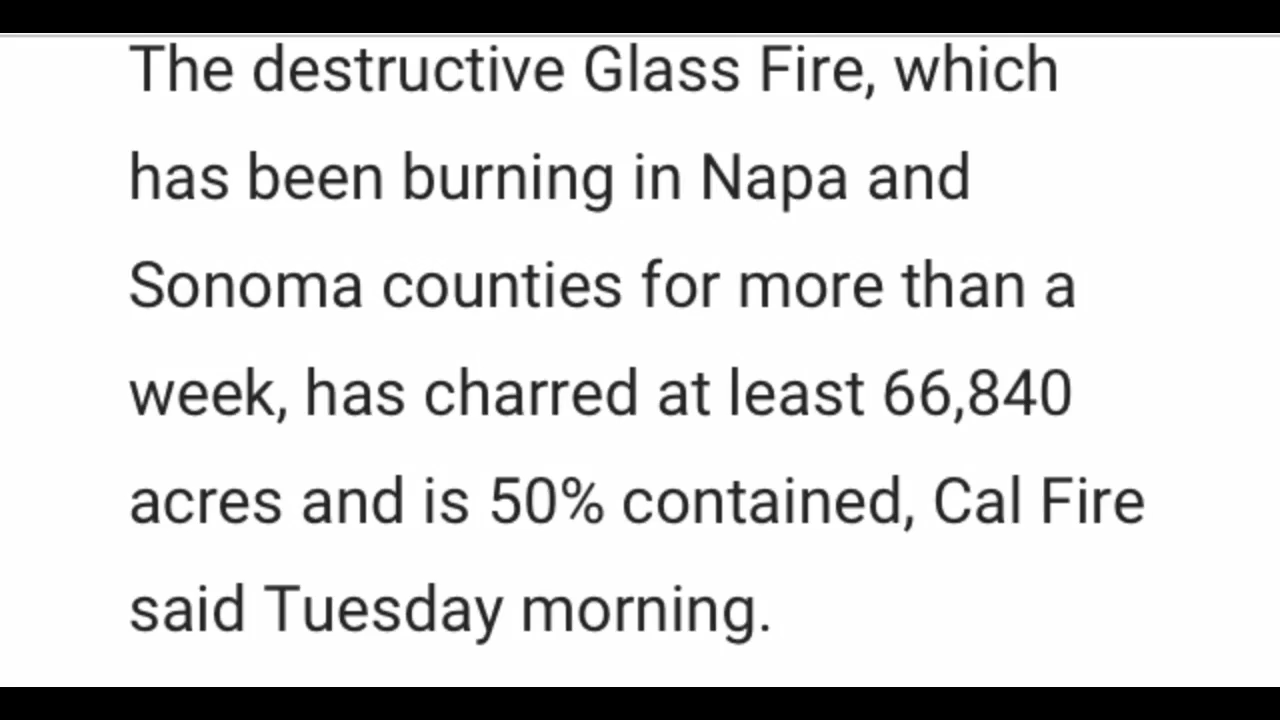 The destructive Glass Fire, which
has been burning in Napa and
Sonoma counties for more than a
week, has charred at least 66,840
acres and is 50% contained, Cal Fire
said Tuesday morning.